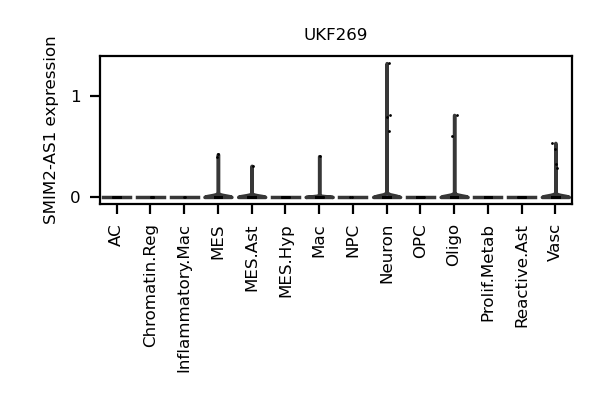 UKF269
SMIM2-AS1 expression
1
0
AC
Chromatin.Reg
Inflammatory.Mac
MES
MES.Ast
MES.Hyp
Mac
NPC
Neuron
OPC
Oligo
Prolif.Metab
Reactive.Ast
Vasc